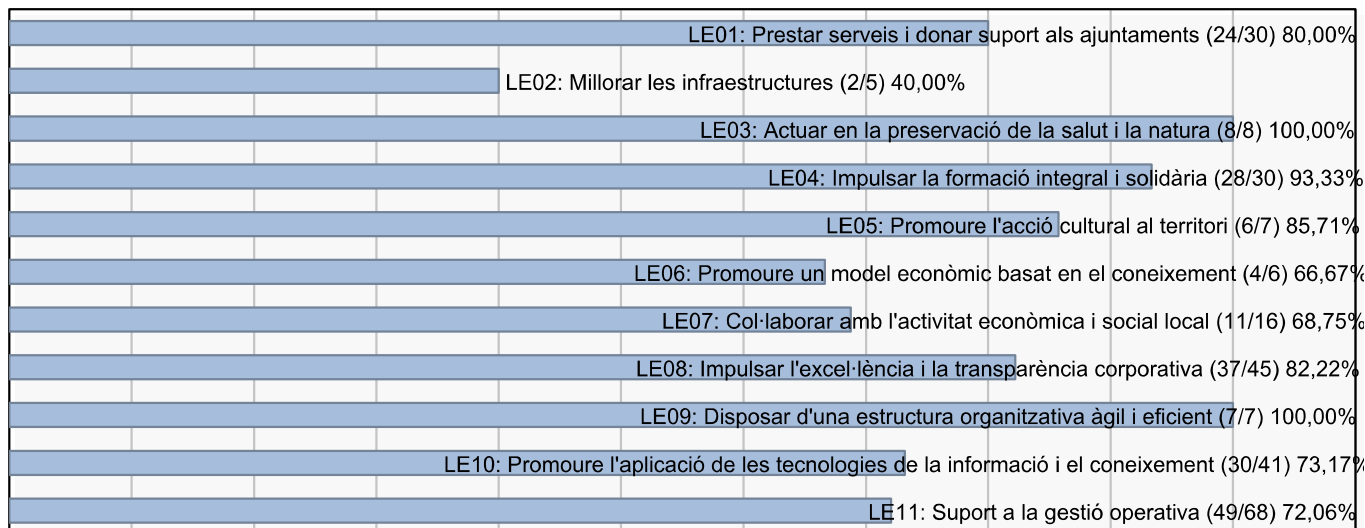 LE01: Prestar serveis i donar suport als ajuntaments (24/30) 80,00%
LE02: Millorar les infraestructures (2/5) 40,00%
LE03: Actuar en la preservació de la salut i la natura (8/8) 100,00%
LE04: Impulsar la formació integral i solidària (28/30) 93,33%
LE05: Promoure l'acció cultural al territori (6/7) 85,71%
LE06: Promoure un model econòmic basat en el coneixement (4/6) 66,67%
LE07: Col·laborar amb l'activitat econòmica i social local (11/16) 68,75%
LE08: Impulsar l'excel·lència i la transparència corporativa (37/45) 82,22%
LE09: Disposar d'una estructura organitzativa àgil i eficient (7/7) 100,00%
LE10: Promoure l'aplicació de les tecnologies de la informació i el coneixement (30/41) 73,17%
LE11: Suport a la gestió operativa (49/68) 72,06%